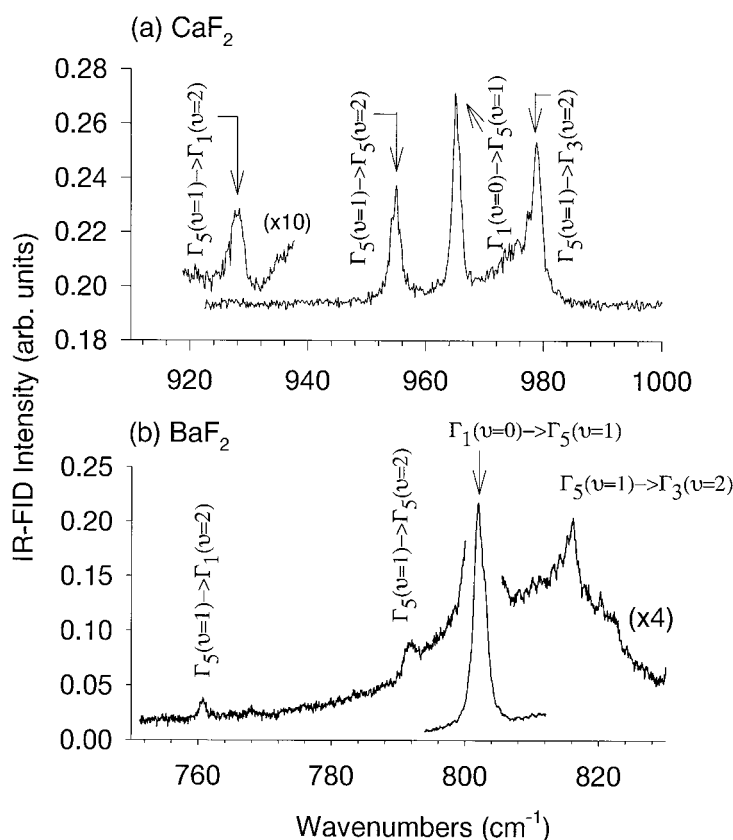 (a) CaF2
IR-FID Intensity (arb. units)
0.28
0.26
0.24
0.22
0.20
0.18
Γ5(υ=1)->Γ1(υ=2)
(x10)
Γ5(υ=1)->Γ5(υ=2)
Γ1(υ=0)->Γ5(υ=1)
Γ5(υ=1)->Γ3(υ=2)
920 940 960 980 1000
(b) BaF2
Γ1(υ=0)->Γ5(υ=1)
0.25
0.20
0.15
0.10
0.05
0.00
Γ5(υ=1)->Γ1(υ=2)
Γ5(υ=1)->Γ5(υ=2)
Γ5(υ=1)->Γ3(υ=2)
(x4)
760 780 800 820
Wavenumbers (cm-1)